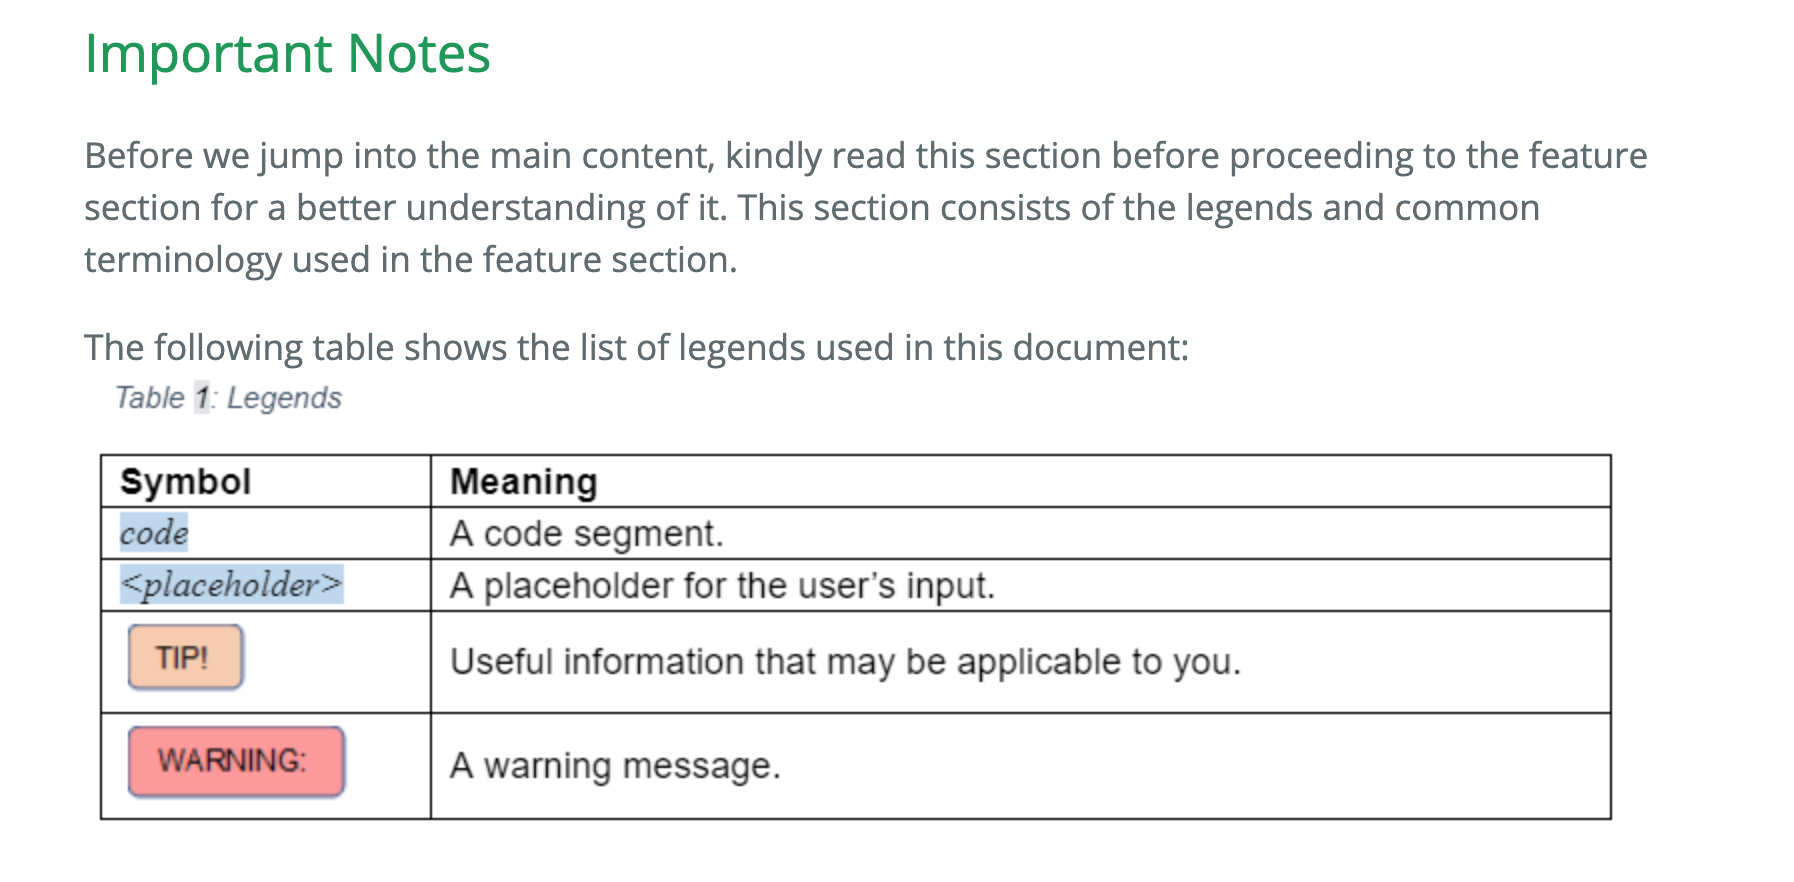 Important Notes
Before we jump into the main content, kindly read this section before proceeding to the feature
section for a better understanding of it. This section consists of the legends and common
terminology used in the feature section.
The following table shows the list of legends used in this document:
Table 1: Legends
Symbol Meaning
code A code segment.
<placeholder> A placeholder for the user’s input.
TIP! Useful information that may be applicable to you.
WARNING: A warning message.